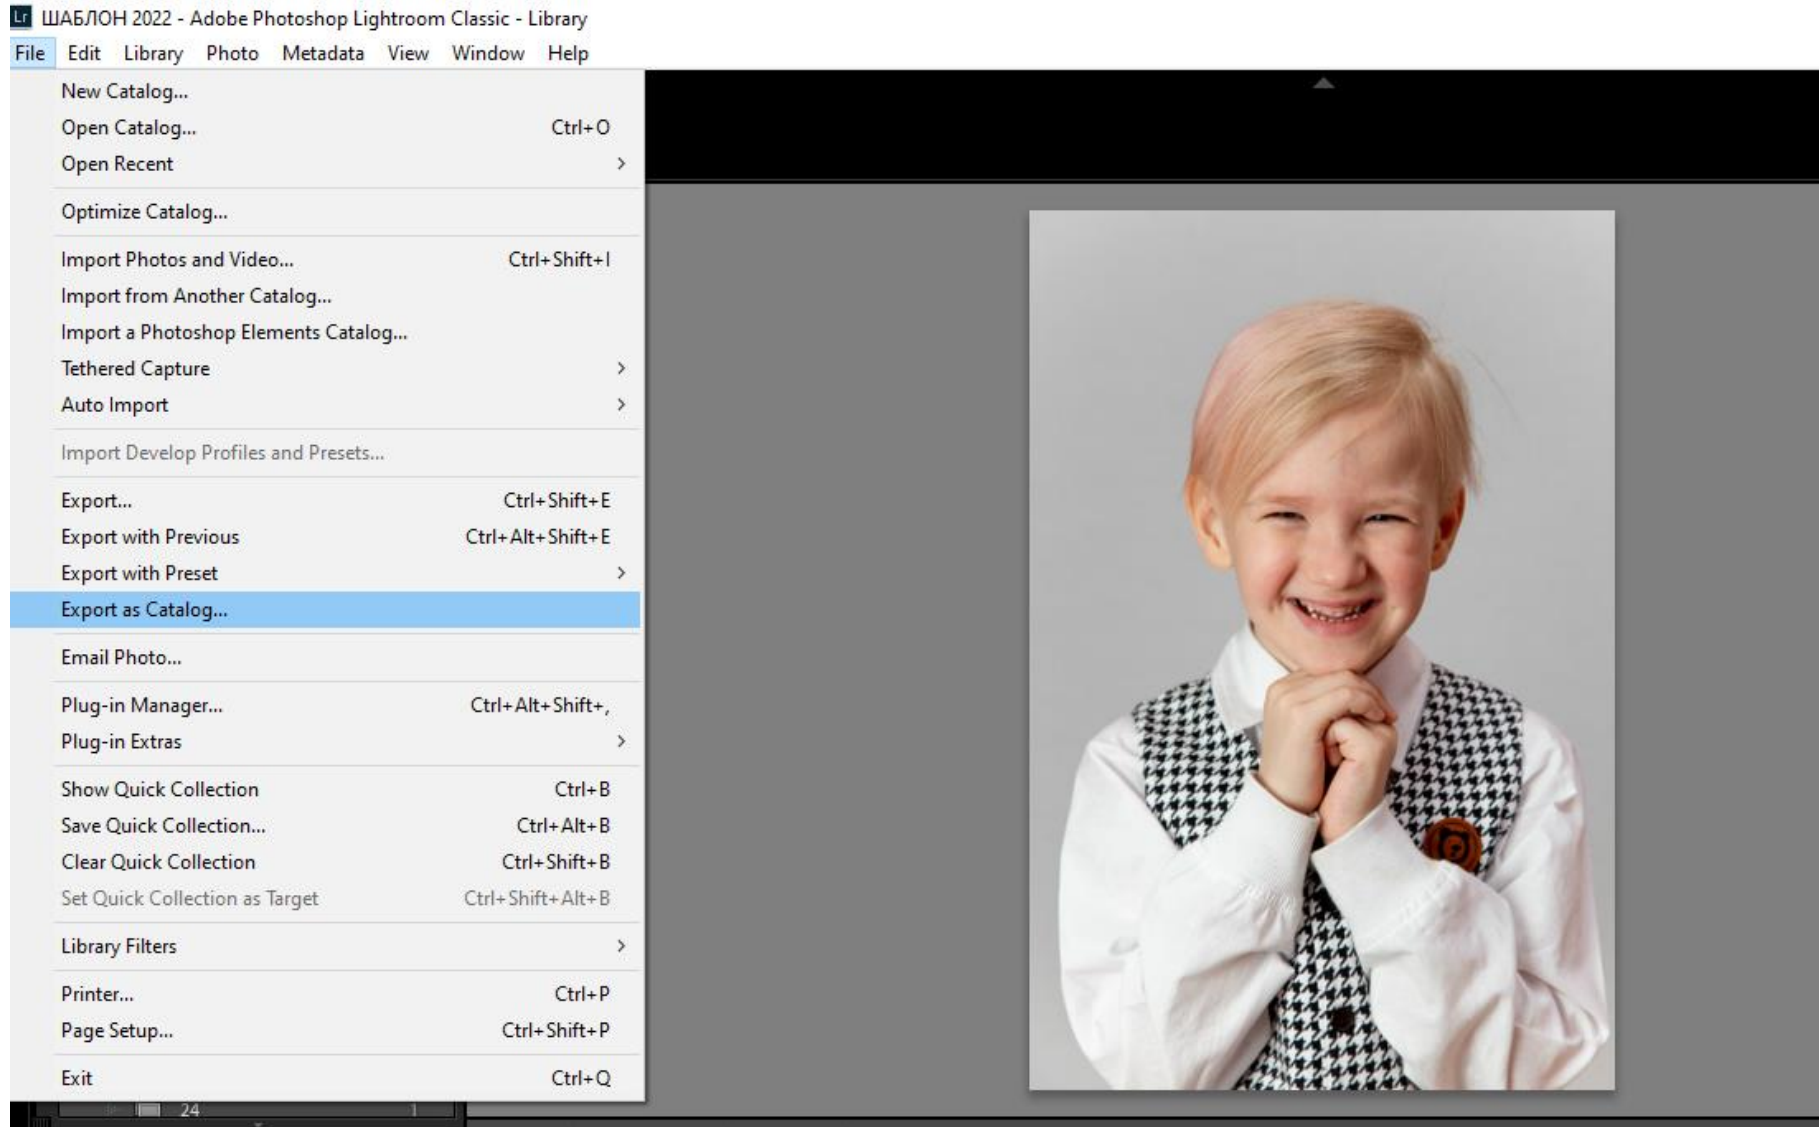 Lr ШАБЛОН 2022 - Adobe Photoshop Lightroom Classic - Library
File Edit Library Photo Metadata View Window Help
New Catalog...
Open Catalog... Ctrl+O
Open Recent
Optimize Catalog...
Import Photos and Video... Ctrl+Shift+I
Import from Another Catalog...
Import a Photoshop Elements Catalog...
Tethered Capture
Auto Import
Import Develop Profiles and Presets...
Export... Ctrl+Shift+E
Export with Previous Ctrl+Alt+Shift+E
Export with Preset
Export as Catalog...
Email Photo...
Plug-in Manager... Ctrl+Alt+Shift+,
Plug-in Extras
Show Quick Collection Ctrl+B
Save Quick Collection... Ctrl+Alt+B
Clear Quick Collection Ctrl+Shift+B
Set Quick Collection as Target Ctrl+Shift+Alt+B
Library Filters
Printer... Ctrl+P
Page Setup... Ctrl+Shift+P
Exit Ctrl+Q
24 1